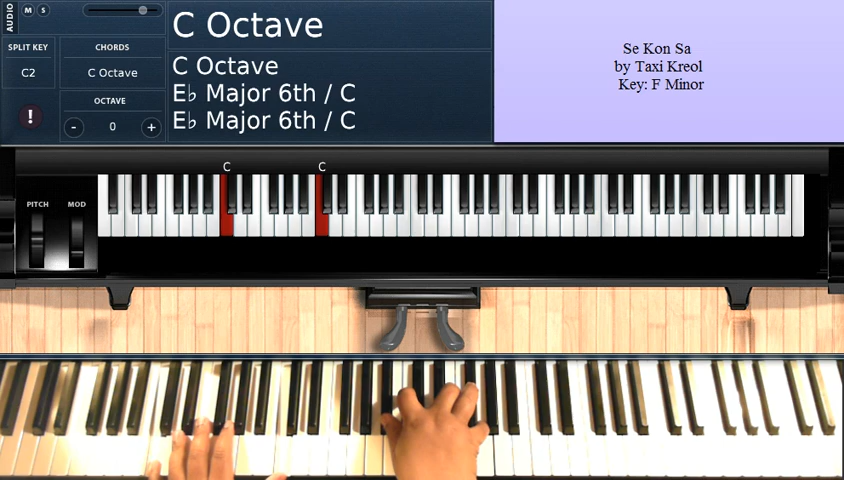 AUDIO
M S
SPLIT KEY
C2
!
CHORDS
C Octave
OCTAVE
- 0 +
C Octave
C Octave
E♭ Major 6th / C
E♭ Major 6th / C
Se Kon Sa
by Taxi Kreol
Key: F Minor
C C
PITCH MOD